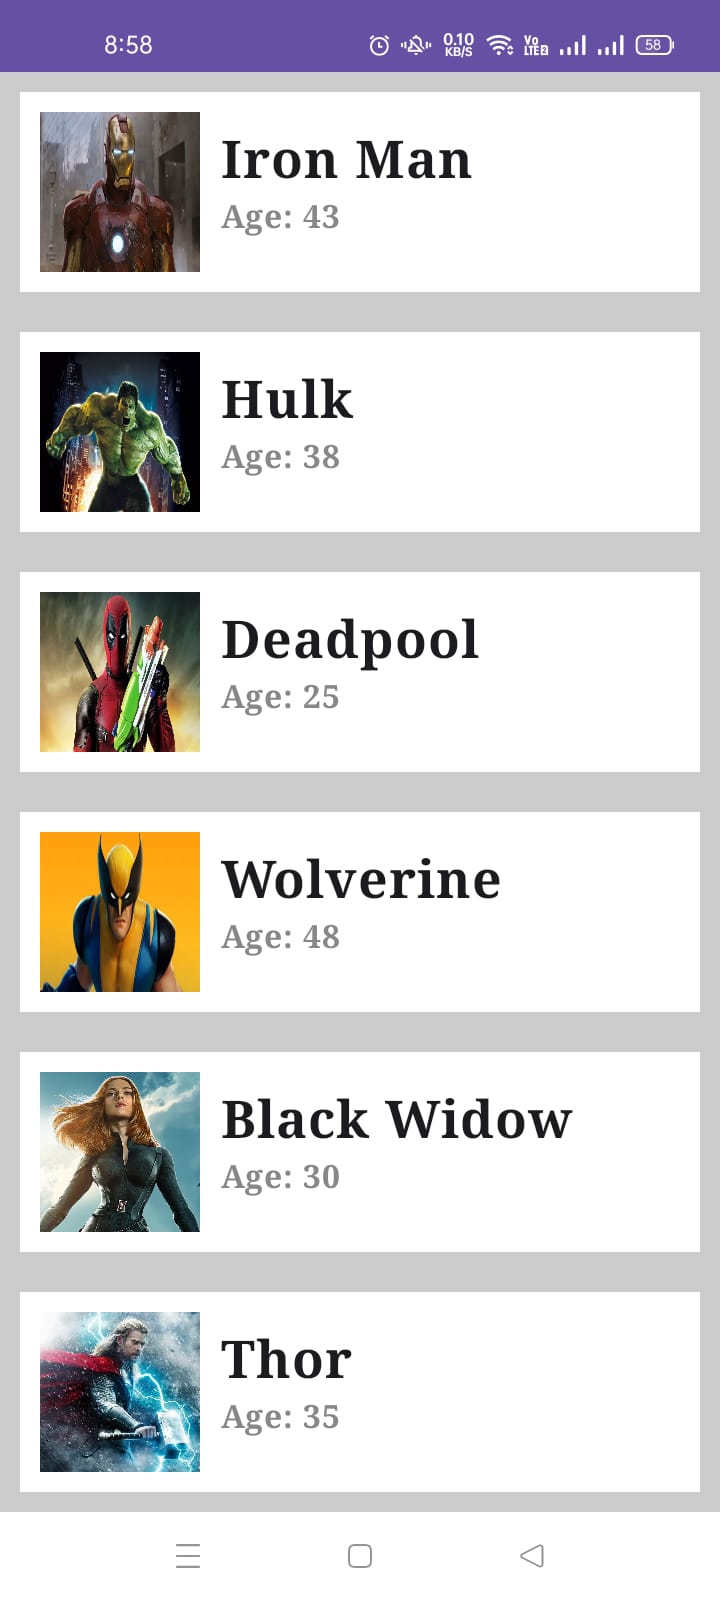 8:58 0.10 KB/S Vo LTE2 58
Iron Man
Age: 43
Hulk
Age: 38
Deadpool
Age: 25
Wolverine
Age: 48
Black Widow
Age: 30
Thor
Age: 35